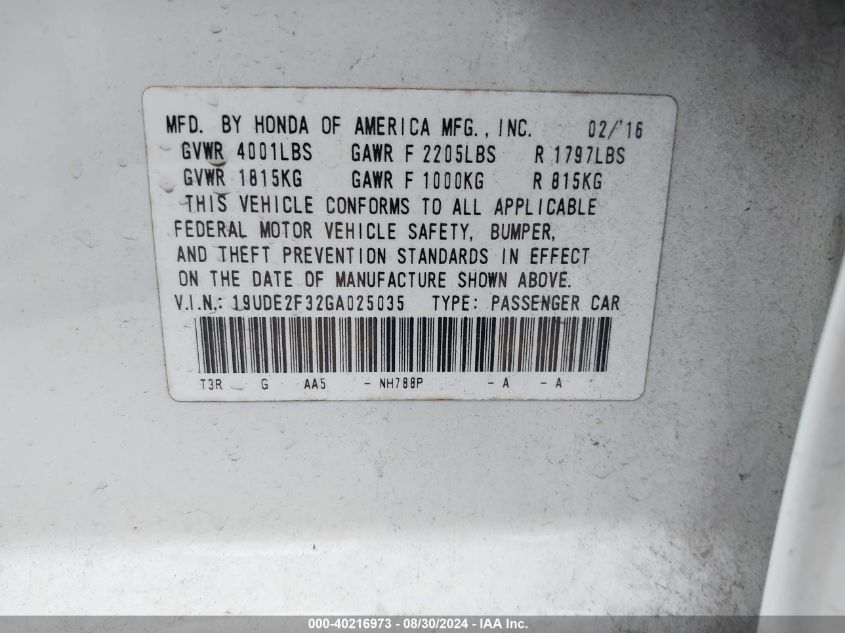 MFD. BY HONDA OF AMERICA MFG., INC. 02/'16
GVWR 4001LBS GAWR F 2205LBS R 1797LBS
GVWR 1815KG GAWR F 1000KG R 815KG
THIS VEHICLE CONFORMS TO ALL APPLICABLE
FEDERAL MOTOR VEHICLE SAFETY, BUMPER,
AND THEFT PREVENTION STANDARDS IN EFFECT
ON THE DATE OF MANUFACTURE SHOWN ABOVE.
V.I.N.: 19UDE2F32GA025035 TYPE: PASSENGER CAR
T3R G AA5 - NH788P - A - A
000-40216973 - 08/30/2024 - IAA Inc.